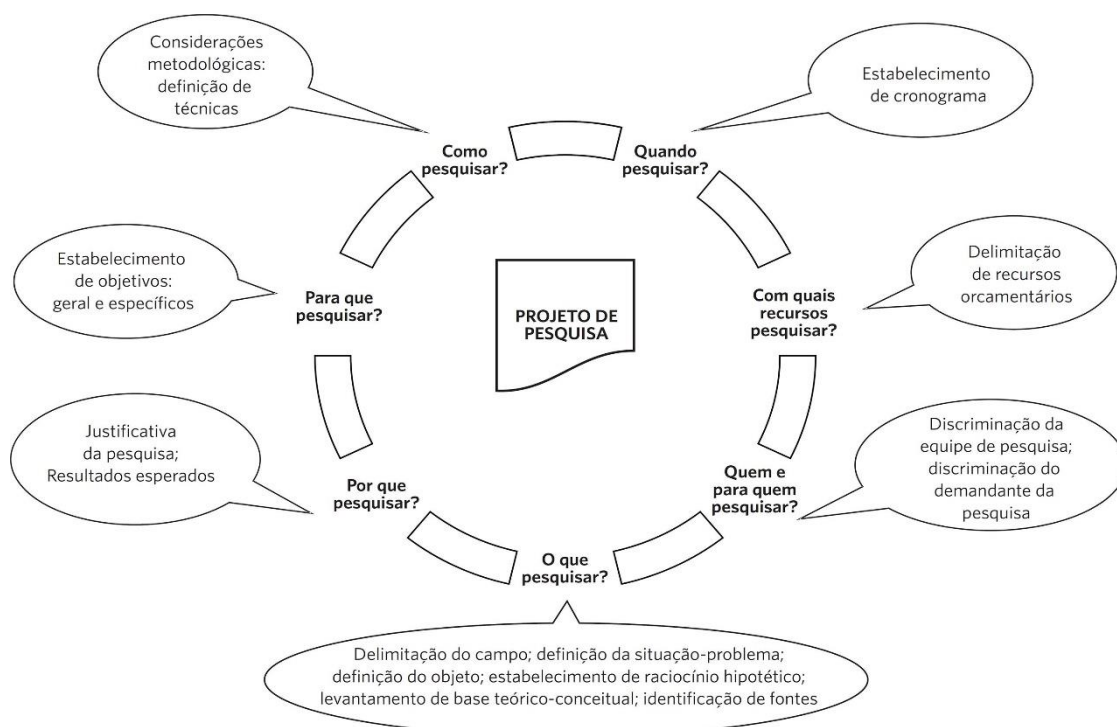 Considerações
metodológicas:
definição de
técnicas
Estabelecimento
de cronograma
Como
pesquisar?
Quando
pesquisar?
Estabelecimento
de objetivos:
geral e específicos
Para que
pesquisar?
PROJETO DE
PESQUISA
Com quais
recursos
pesquisar?
Delimitação
de recursos
orcamentários
Justificativa
da pesquisa;
Resultados esperados
Por que
pesquisar?
Quem e
para quem
pesquisar?
Discriminação da
equipe de pesquisa;
discriminação do
demandante da
pesquisa
O que
pesquisar?
Delimitação do campo; definição da situação-problema;
definição do objeto; estabelecimento de raciocínio hipotético;
levantamento de base teórico-conceitual; identificação de fontes